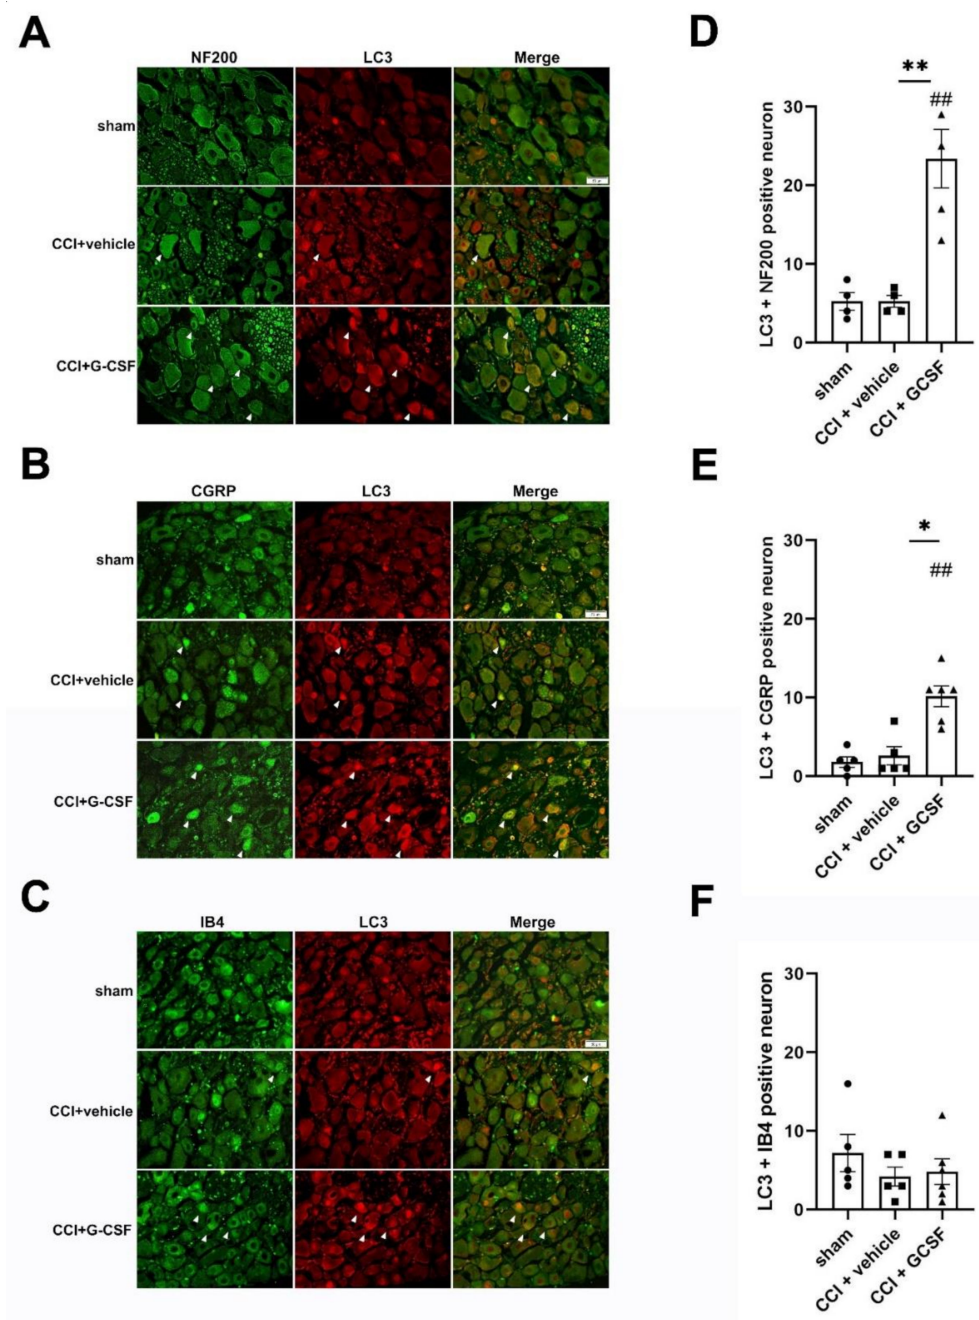 A
NF200 LC3 Merge
sham
CCI+vehicle
CCI+G-CSF
D
**
##
30
20
10
0
LC3 + NF200 positive neuron
sham
CCI + vehicle
CCI + GCSF
B
CGRP LC3 Merge
sham
CCI+vehicle
CCI+G-CSF
E
*
##
30
20
10
0
LC3 + CGRP positive neuron
sham
CCI + vehicle
CCI + GCSF
C
IB4 LC3 Merge
sham
CCI+vehicle
CCI+G-CSF
F
30
20
10
0
LC3 + IB4 positive neuron
sham
CCI + vehicle
CCI + GCSF